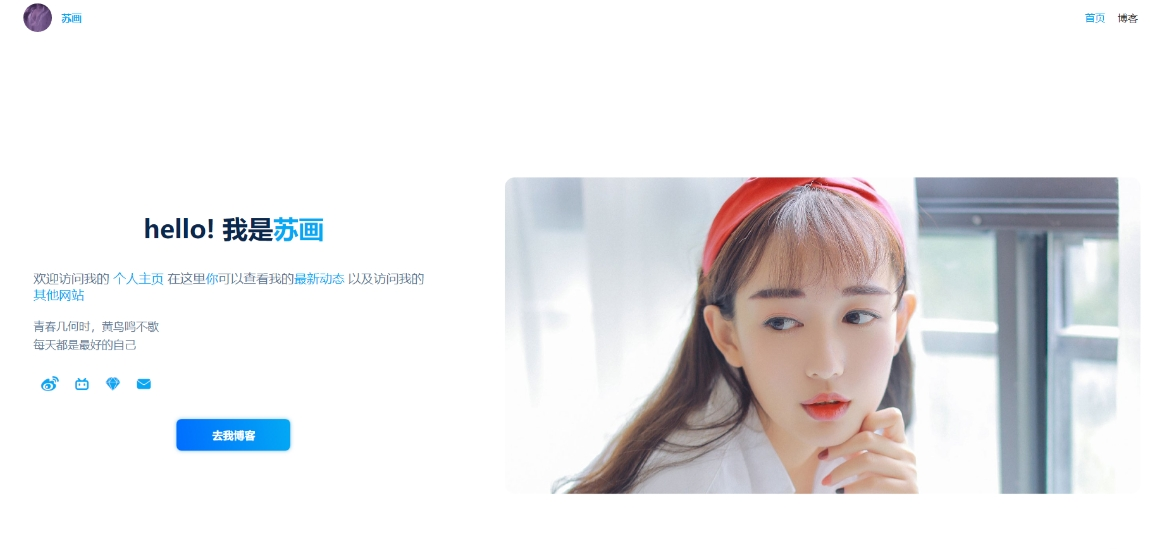 苏画
首页 博客
hello! 我是苏画
欢迎访问我的 个人主页 在这里你可以查看我的最新动态 以及访问我的
其他网站
青春几何时，黄鸟鸣不歇
每天都是最好的自己
去我博客